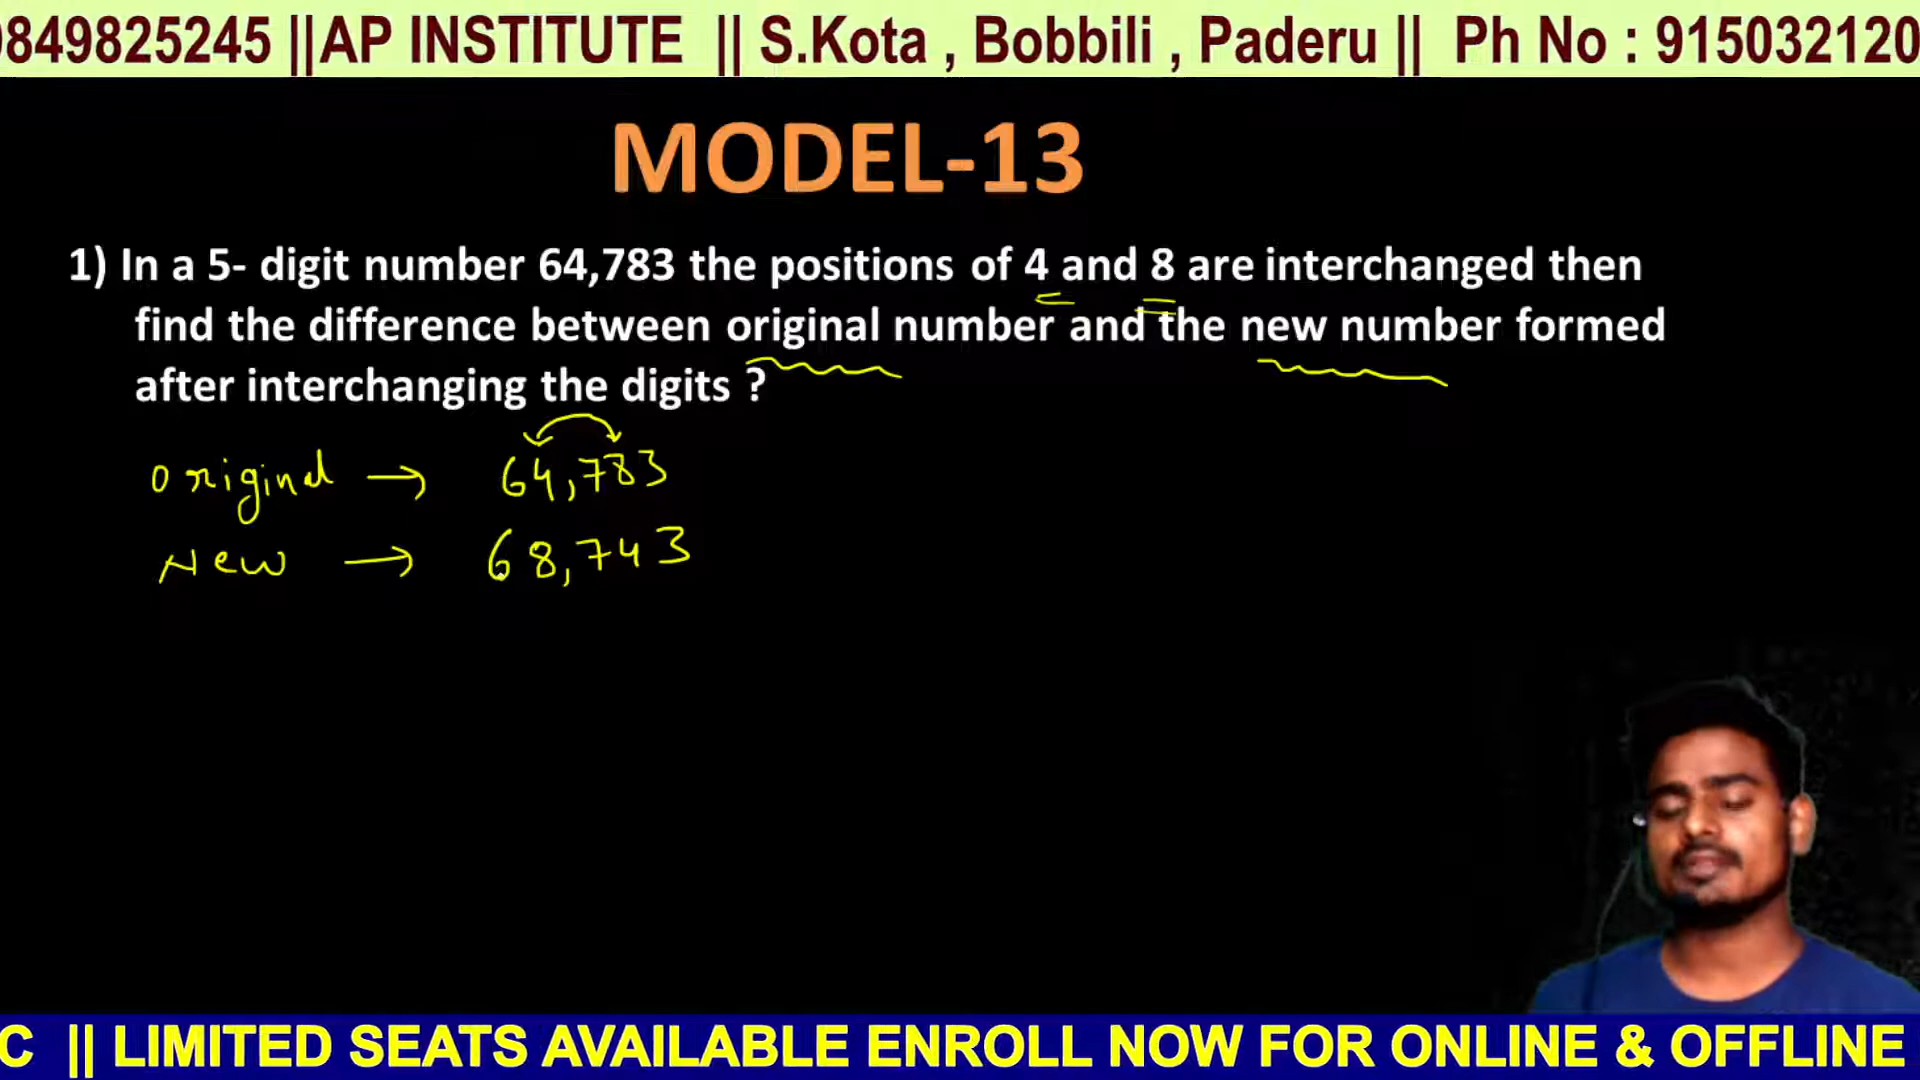 0849825245 ||AP INSTITUTE || S.Kota , Bobbili , Paderu || Ph No : 915032120
MODEL-13
1) In a 5- digit number 64,783 the positions of 4 and 8 are interchanged then
find the difference between original number and the new number formed
after interchanging the digits ?
Original → 64,783
New → 68,743
C || LIMITED SEATS AVAILABLE ENROLL NOW FOR ONLINE & OFFLINE